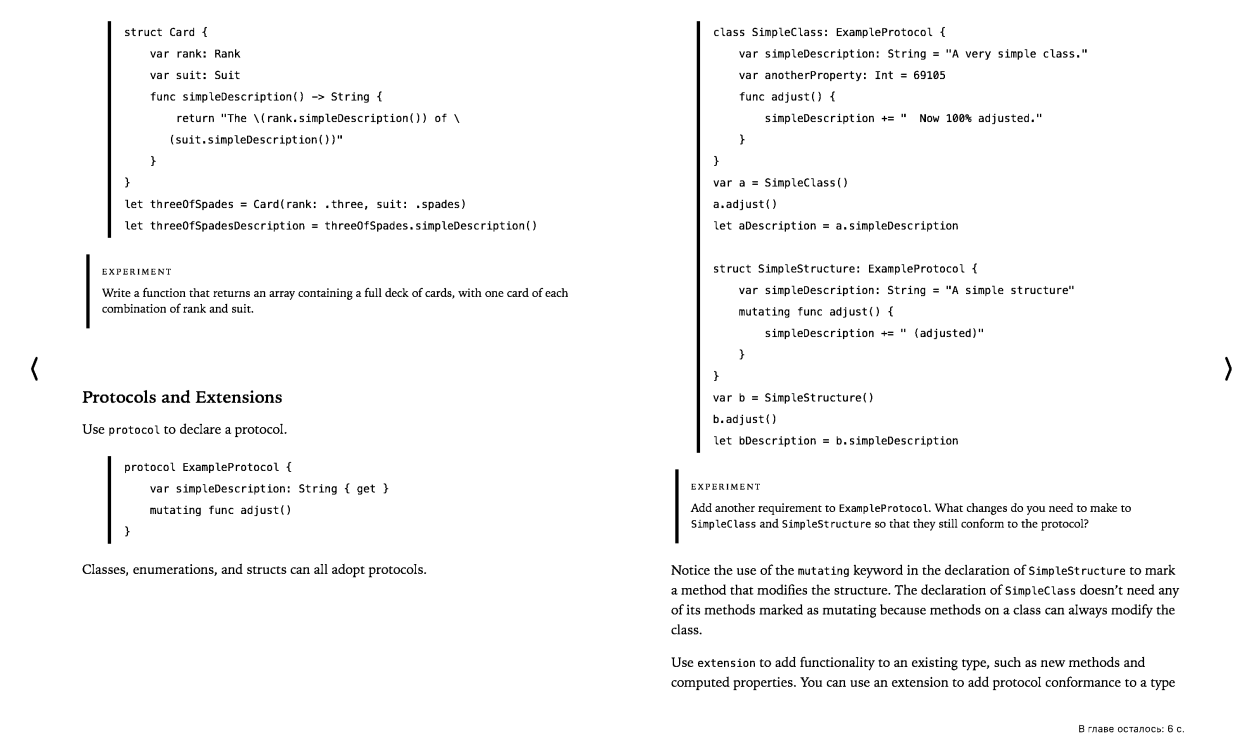 struct Card {
    var rank: Rank
    var suit: Suit
    func simpleDescription() -> String {
        return "The \(rank.simpleDescription()) of \
       (suit.simpleDescription())"
    }
}
let threeOfSpades = Card(rank: .three, suit: .spades)
let threeOfSpadesDescription = threeOfSpades.simpleDescription()
EXPERIMENT
Write a function that returns an array containing a full deck of cards, with one card of each
combination of rank and suit.
Protocols and Extensions
Use protocol to declare a protocol.
protocol ExampleProtocol {
    var simpleDescription: String { get }
    mutating func adjust()
}
Classes, enumerations, and structs can all adopt protocols.
class SimpleClass: ExampleProtocol {
    var simpleDescription: String = "A very simple class."
    var anotherProperty: Int = 69105
    func adjust() {
        simpleDescription += "  Now 100% adjusted."
    }
}
var a = SimpleClass()
a.adjust()
let aDescription = a.simpleDescription
struct SimpleStructure: ExampleProtocol {
    var simpleDescription: String = "A simple structure"
    mutating func adjust() {
        simpleDescription += " (adjusted)"
    }
}
var b = SimpleStructure()
b.adjust()
let bDescription = b.simpleDescription
EXPERIMENT
Add another requirement to ExampleProtocol. What changes do you need to make to
SimpleClass and SimpleStructure so that they still conform to the protocol?
Notice the use of the mutating keyword in the declaration of SimpleStructure to mark
a method that modifies the structure. The declaration of SimpleClass doesn’t need any
of its methods marked as mutating because methods on a class can always modify the
class.
Use extension to add functionality to an existing type, such as new methods and
computed properties. You can use an extension to add protocol conformance to a type
В главе осталось: 6 с.